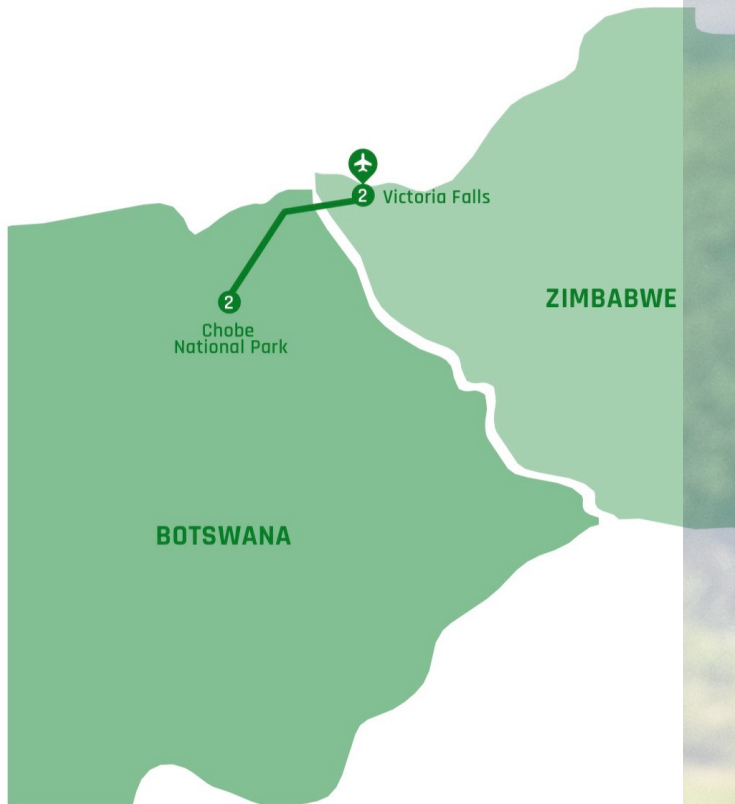 2 Victoria Falls
ZIMBABWE
2
Chobe
National Park
BOTSWANA